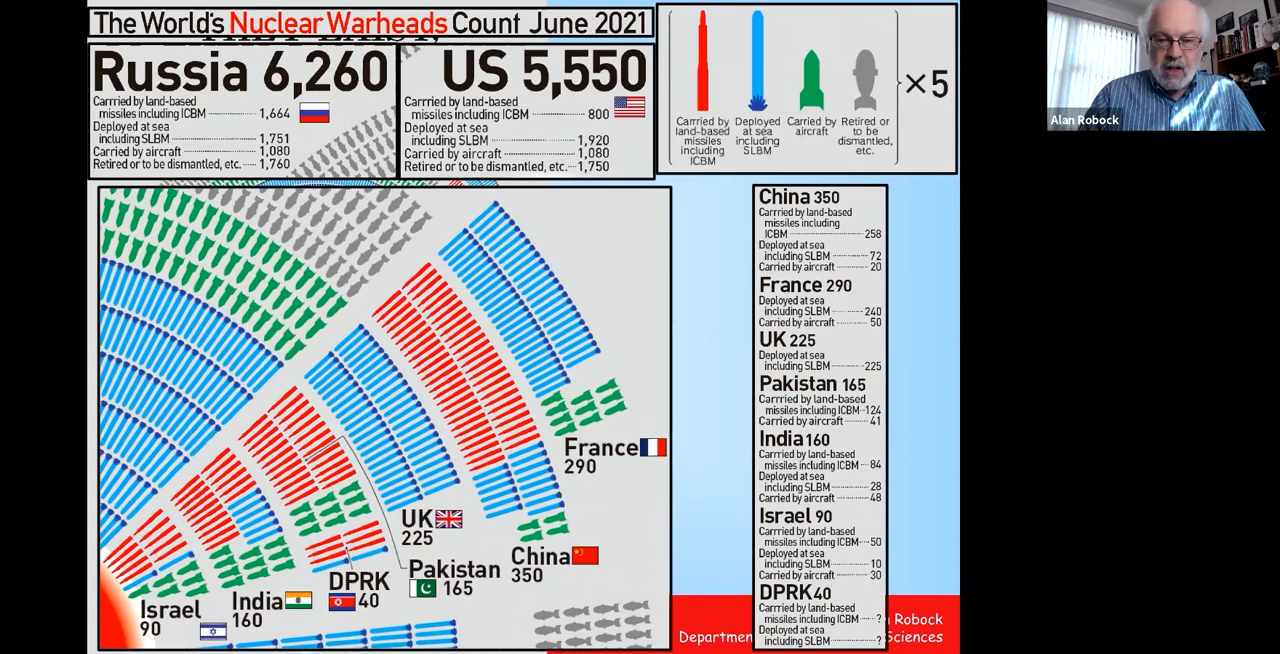 The World's Nuclear Warheads Count June 2021
Russia 6,260
Carrried by land-based
missiles including ICBM 1,664
Deployed at sea
including SLBM 1,751
Carried by aircraft 1,080
Retired or to be dismantled, etc. 1,760
US 5,550
Carrried by land-based
missiles including ICBM 800
Deployed at sea
including SLBM 1,920
Carried by aircraft 1,080
Retired or to be dismantled, etc. 1,750
Carrried by
land-based
missiles
including
ICBM
Deployed
at sea
including
SLBM
Carried by
aircraft
Retired or
to be
dismantled,
etc.
×5
Alan Robock
France
290
China
350
UK
225
Pakistan
165
DPRK
40
India
160
Israel
90
China 350
Carrried by land-based
missiles including
ICBM 258
Deployed at sea
including SLBM 72
Carried by aircraft 20
France 290
Deployed at sea
including SLBM 240
Carried by aircraft 50
UK 225
Deployed at sea
including SLBM 225
Pakistan 165
Carrried by land-based
missiles including ICBM 124
Carried by aircraft 41
India 160
Carrried by land-based
missiles including ICBM 84
Deployed at sea
including SLBM 28
Carried by aircraft 48
Israel 90
Carrried by land-based
missiles including ICBM 50
Deployed at sea
including SLBM 10
Carried by aircraft 30
DPRK 40
Carrried by land-based
missiles including ICBM ?
Deployed at sea
including SLBM ?
Robock
Departmen
Sciences